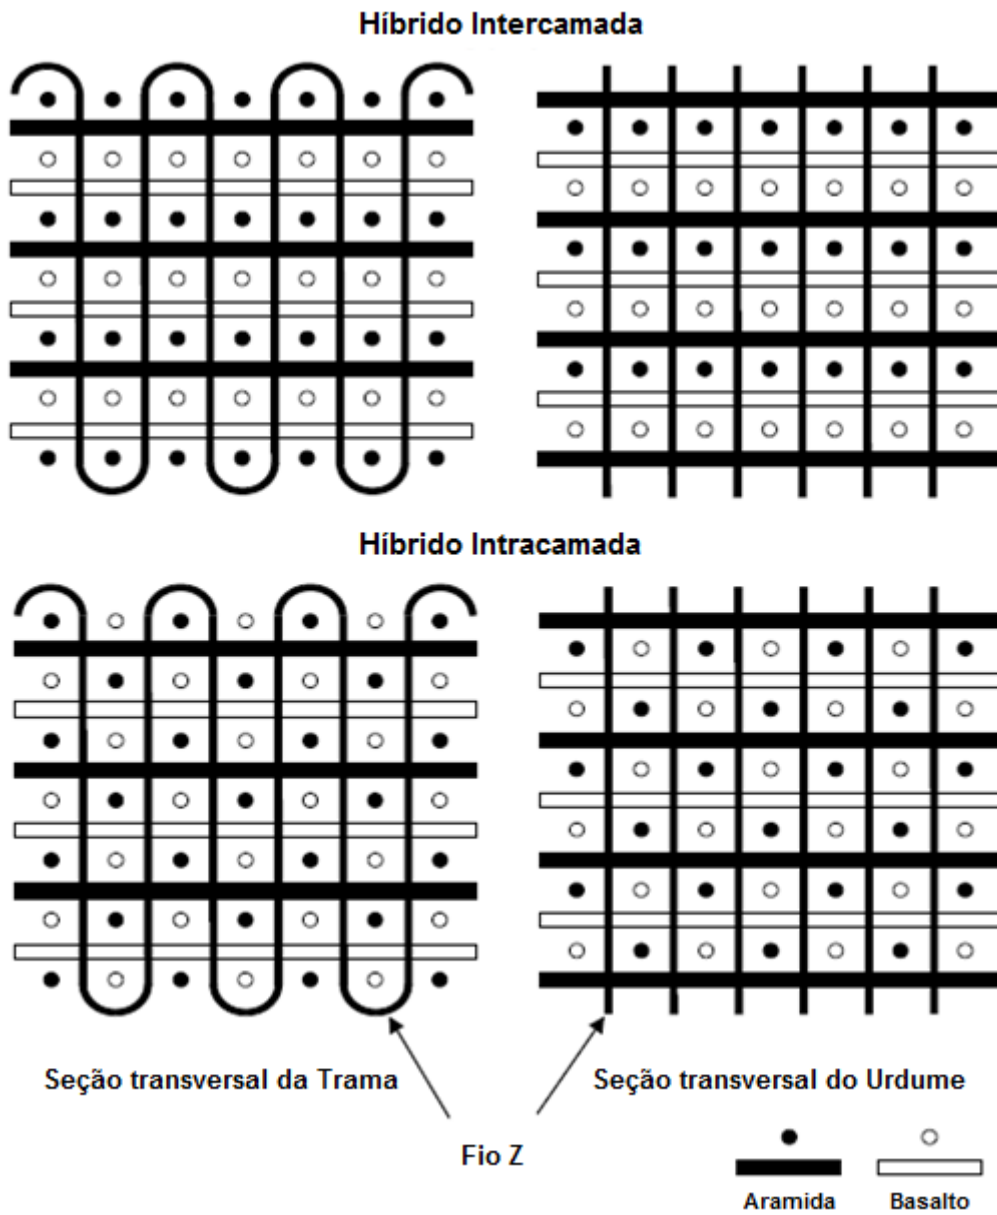 Híbrido Intercamada
Híbrido Intracamada
Seção transversal da Trama
Seção transversal do Urdume
Fio Z
Aramida
Basalto